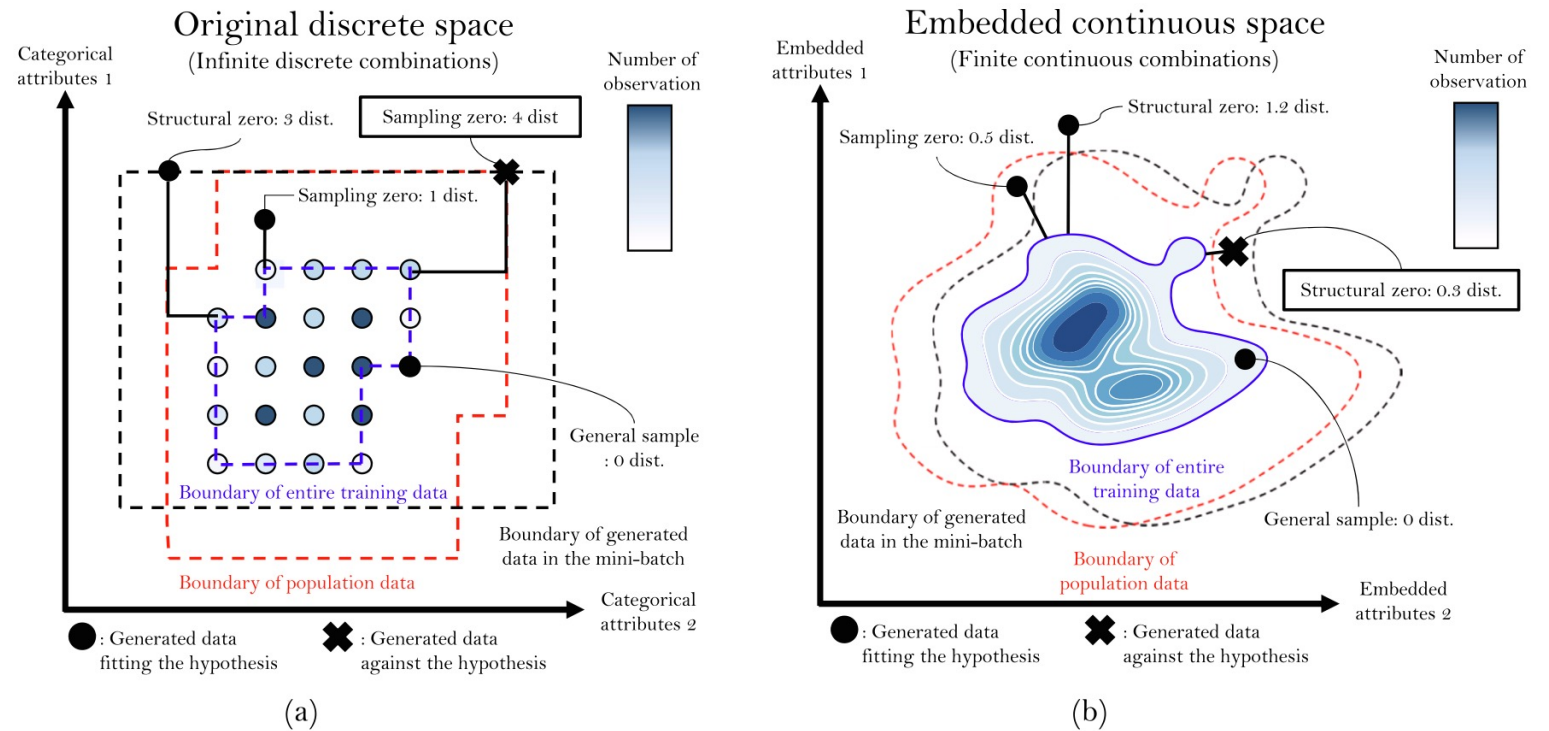 Original discrete space
(Infinite discrete combinations)
Categorical
attributes 1
Number of
observation
Structural zero: 3 dist.
Sampling zero: 4 dist
Sampling zero: 1 dist.
General sample
: 0 dist.
Boundary of entire training data
Boundary of generated
data in the mini-batch
Boundary of population data
Categorical
attributes 2
: Generated data
fitting the hypothesis
: Generated data
against the hypothesis
(a)
Embedded continuous space
(Finite continuous combinations)
Embedded
attributes 1
Number of
observation
Structural zero: 1.2 dist.
Sampling zero: 0.5 dist.
Structural zero: 0.3 dist.
Boundary of entire
training data
General sample: 0 dist.
Boundary of generated
data in the mini-batch
Boundary of
population data
Embedded
attributes 2
: Generated data
fitting the hypothesis
: Generated data
against the hypothesis
(b)